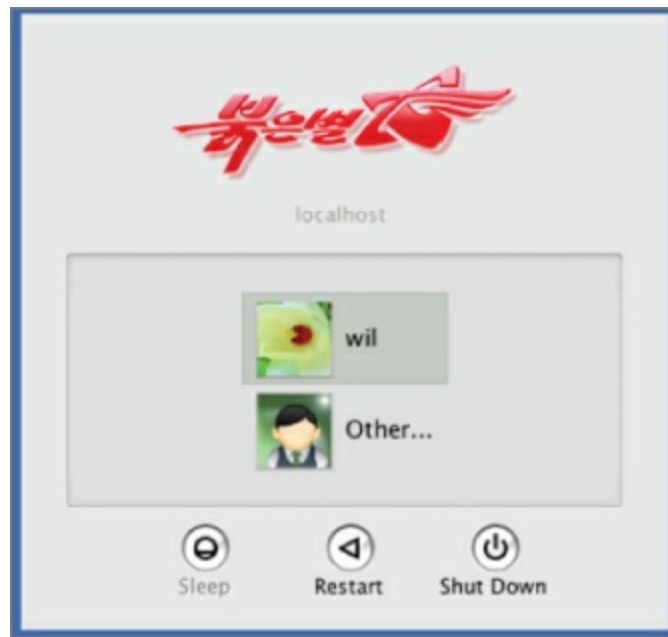 붉은별
localhost
wil
Other...
Sleep
Restart
Shut Down